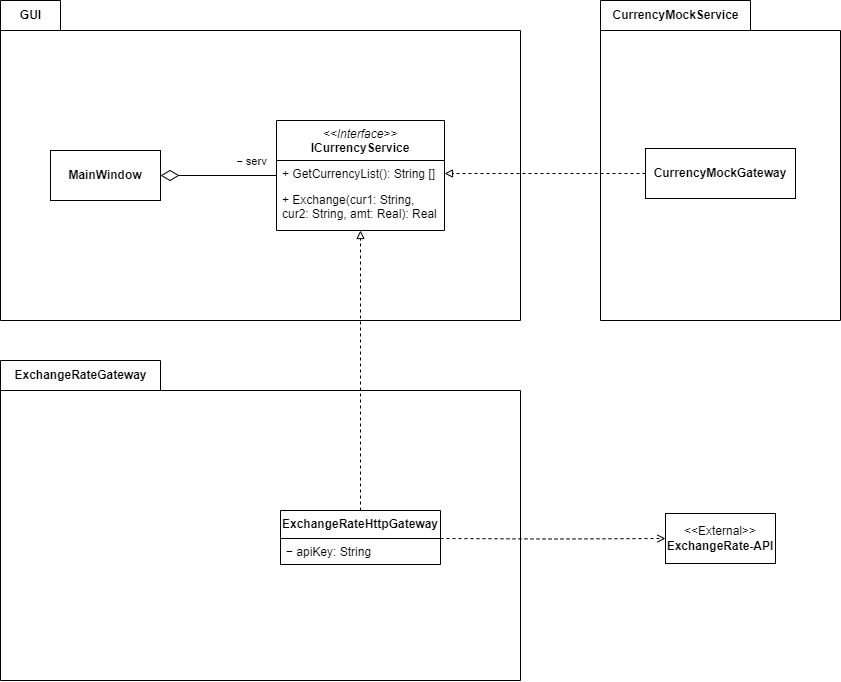 GUI
CurrencyMockService
<<Interface>>
ICurrencyService
− serv
MainWindow
+ GetCurrencyList(): String []
+ Exchange(cur1: String,
cur2: String, amt: Real): Real
CurrencyMockGateway
ExchangeRateGateway
ExchangeRateHttpGateway
− apiKey: String
<<External>>
ExchangeRate-API